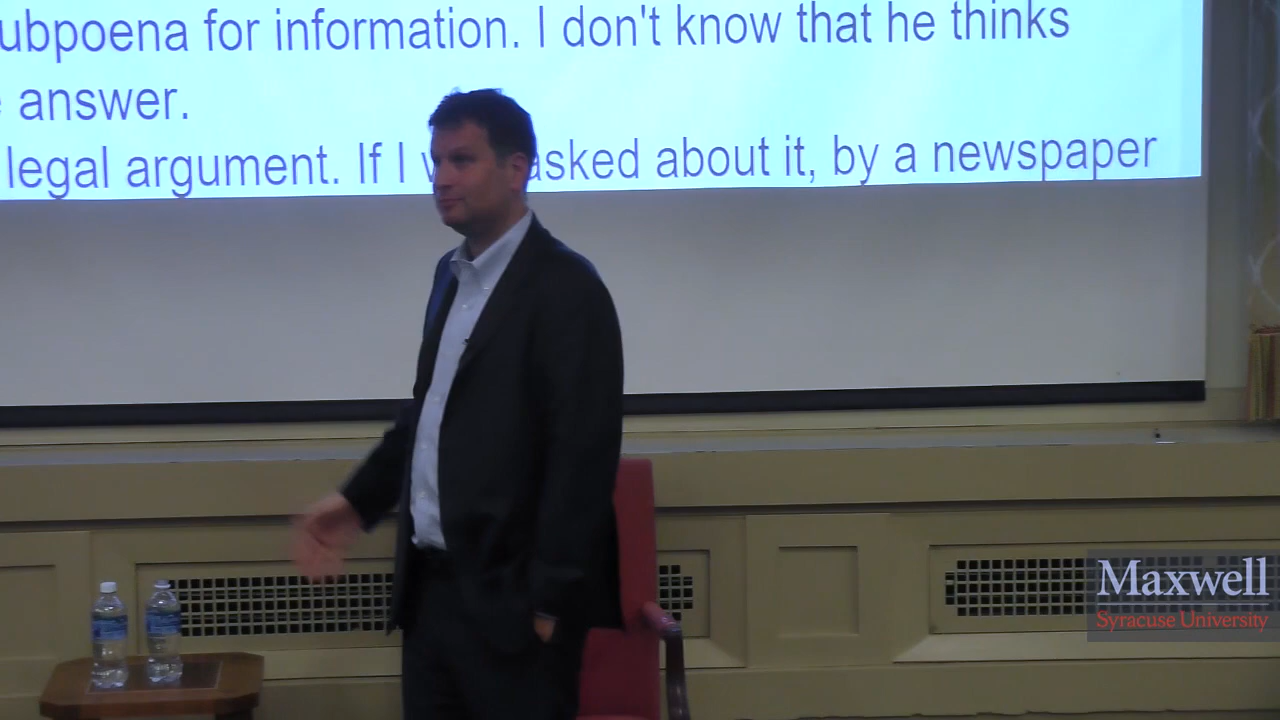 ubpoena for information. I don't know that he thinks
answer.
legal argument. If I asked about it, by a newspaper
Maxwell
Syracuse University